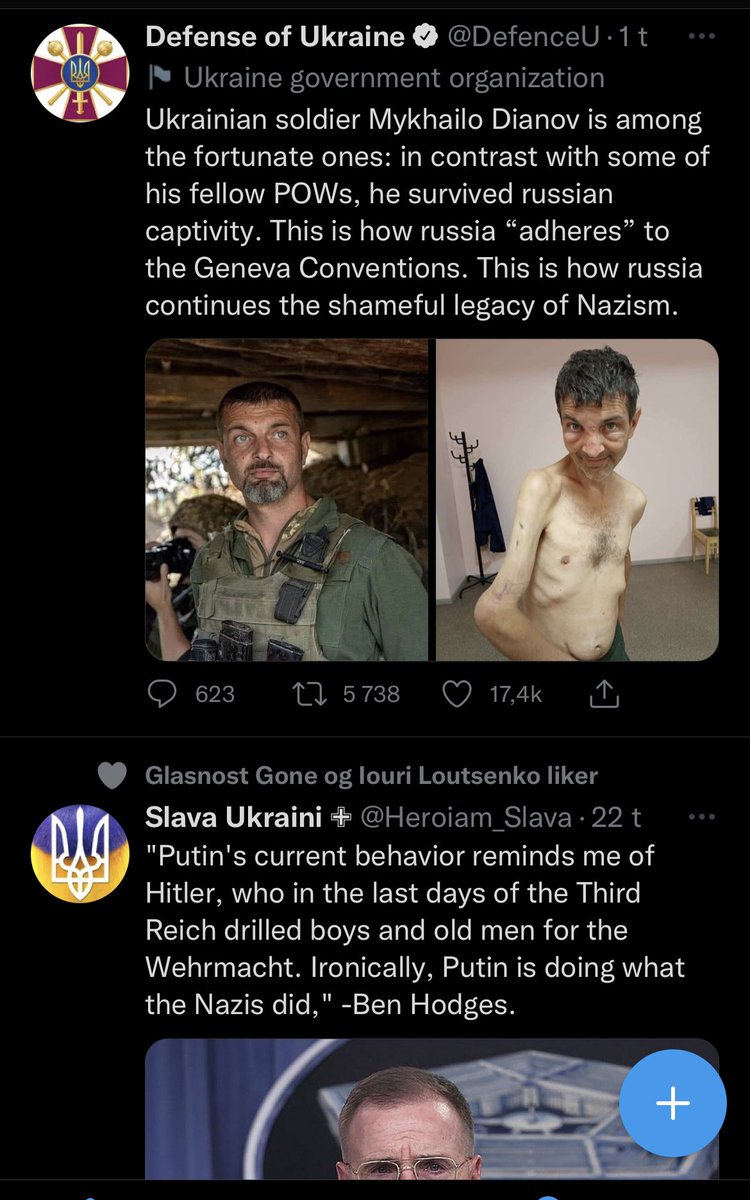 Defense of Ukraine @DefenceU · 1 t
Ukraine government organization
Ukrainian soldier Mykhailo Dianov is among
the fortunate ones: in contrast with some of
his fellow POWs, he survived russian
captivity. This is how russia “adheres” to
the Geneva Conventions. This is how russia
continues the shameful legacy of Nazism.
623 5 738 17,4k
Glasnost Gone og Iouri Loutsenko liker
Slava Ukraini @Heroiam_Slava · 22 t
"Putin's current behavior reminds me of
Hitler, who in the last days of the Third
Reich drilled boys and old men for the
Wehrmacht. Ironically, Putin is doing what
the Nazis did," -Ben Hodges.